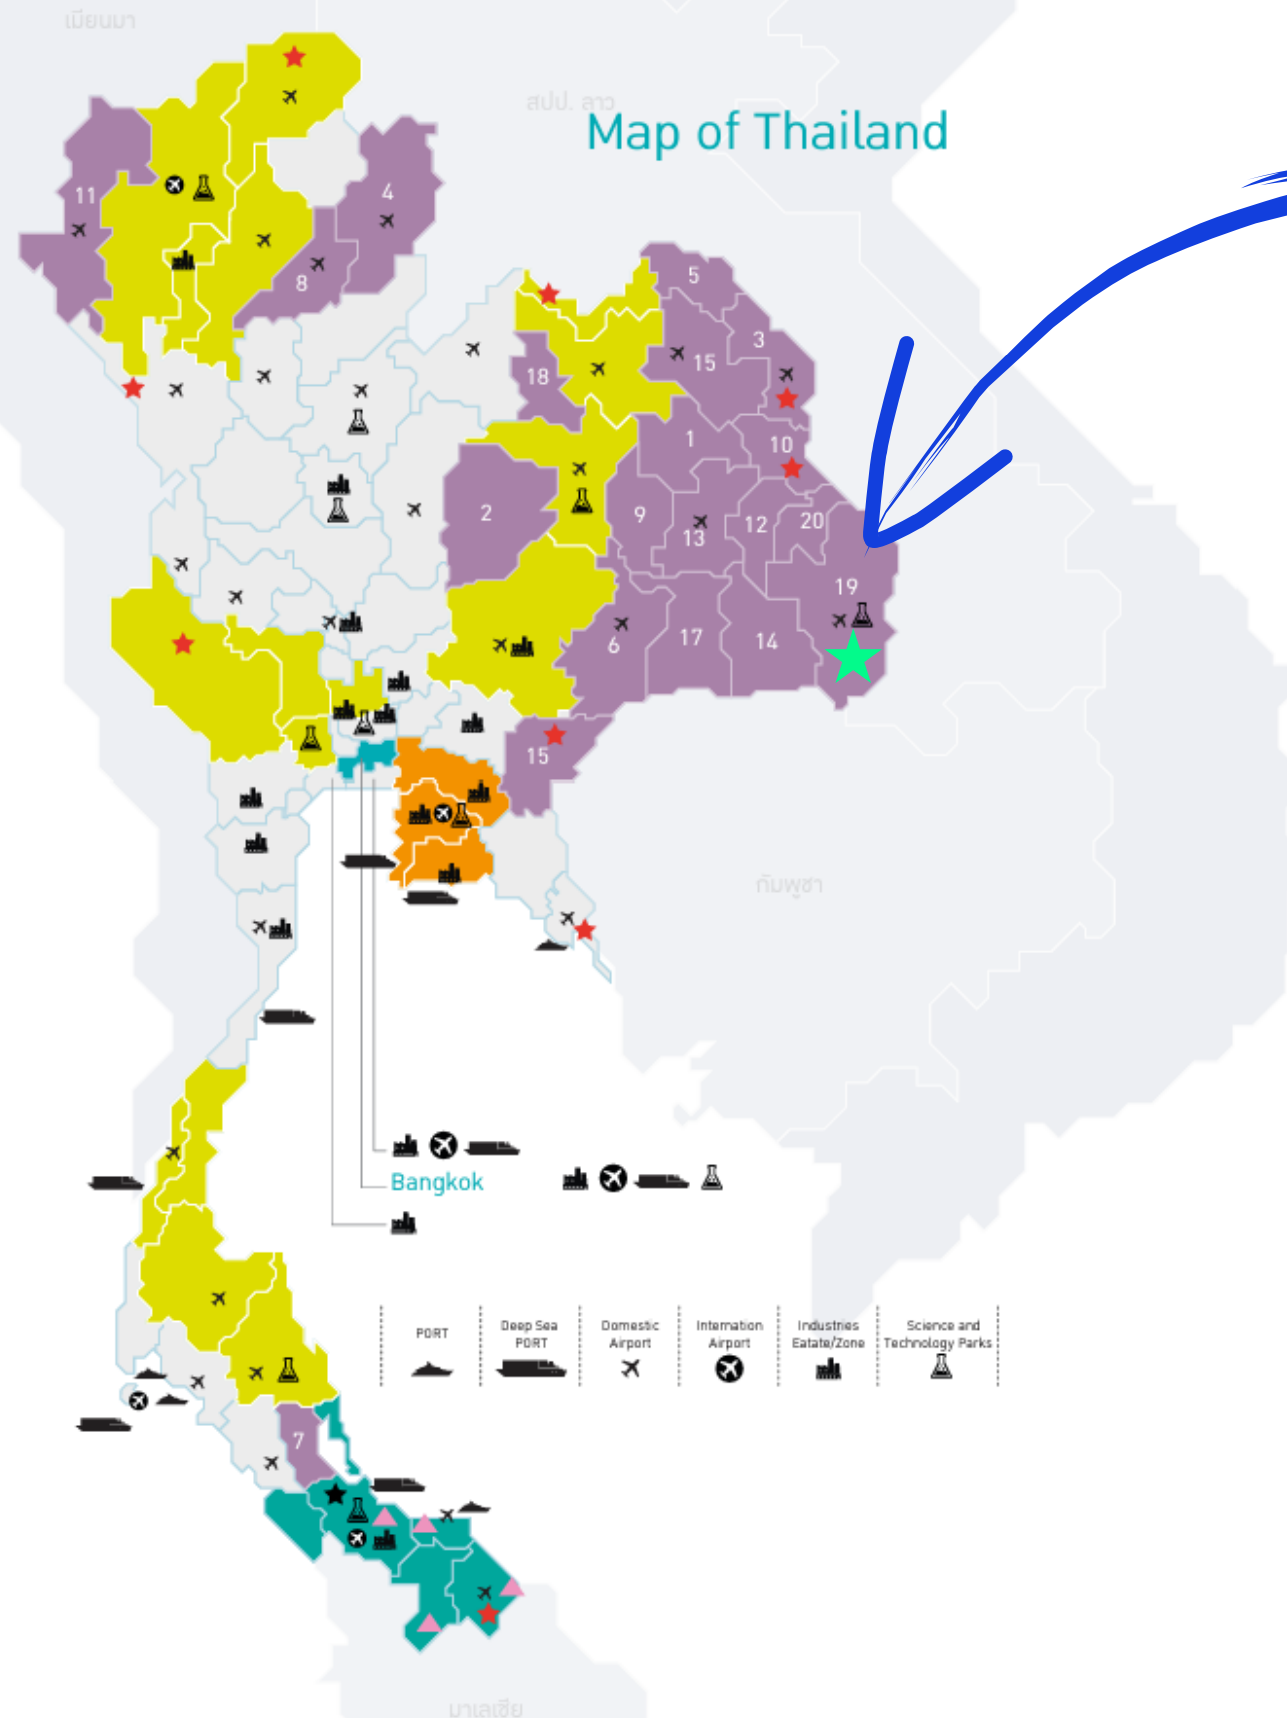 เมียนมา
สปป. ลาว
Map of Thailand
11
4
8
5
3
15
18
1
10
2
9
13
12
20
19
6
17
14
15
กัมพูชา
Bangkok
PORT
Deep Sea
PORT
Domestic
Airport
Internation
Airport
Industries
Eatate/Zone
Science and
Technology Parks
7
มาเลเซีย